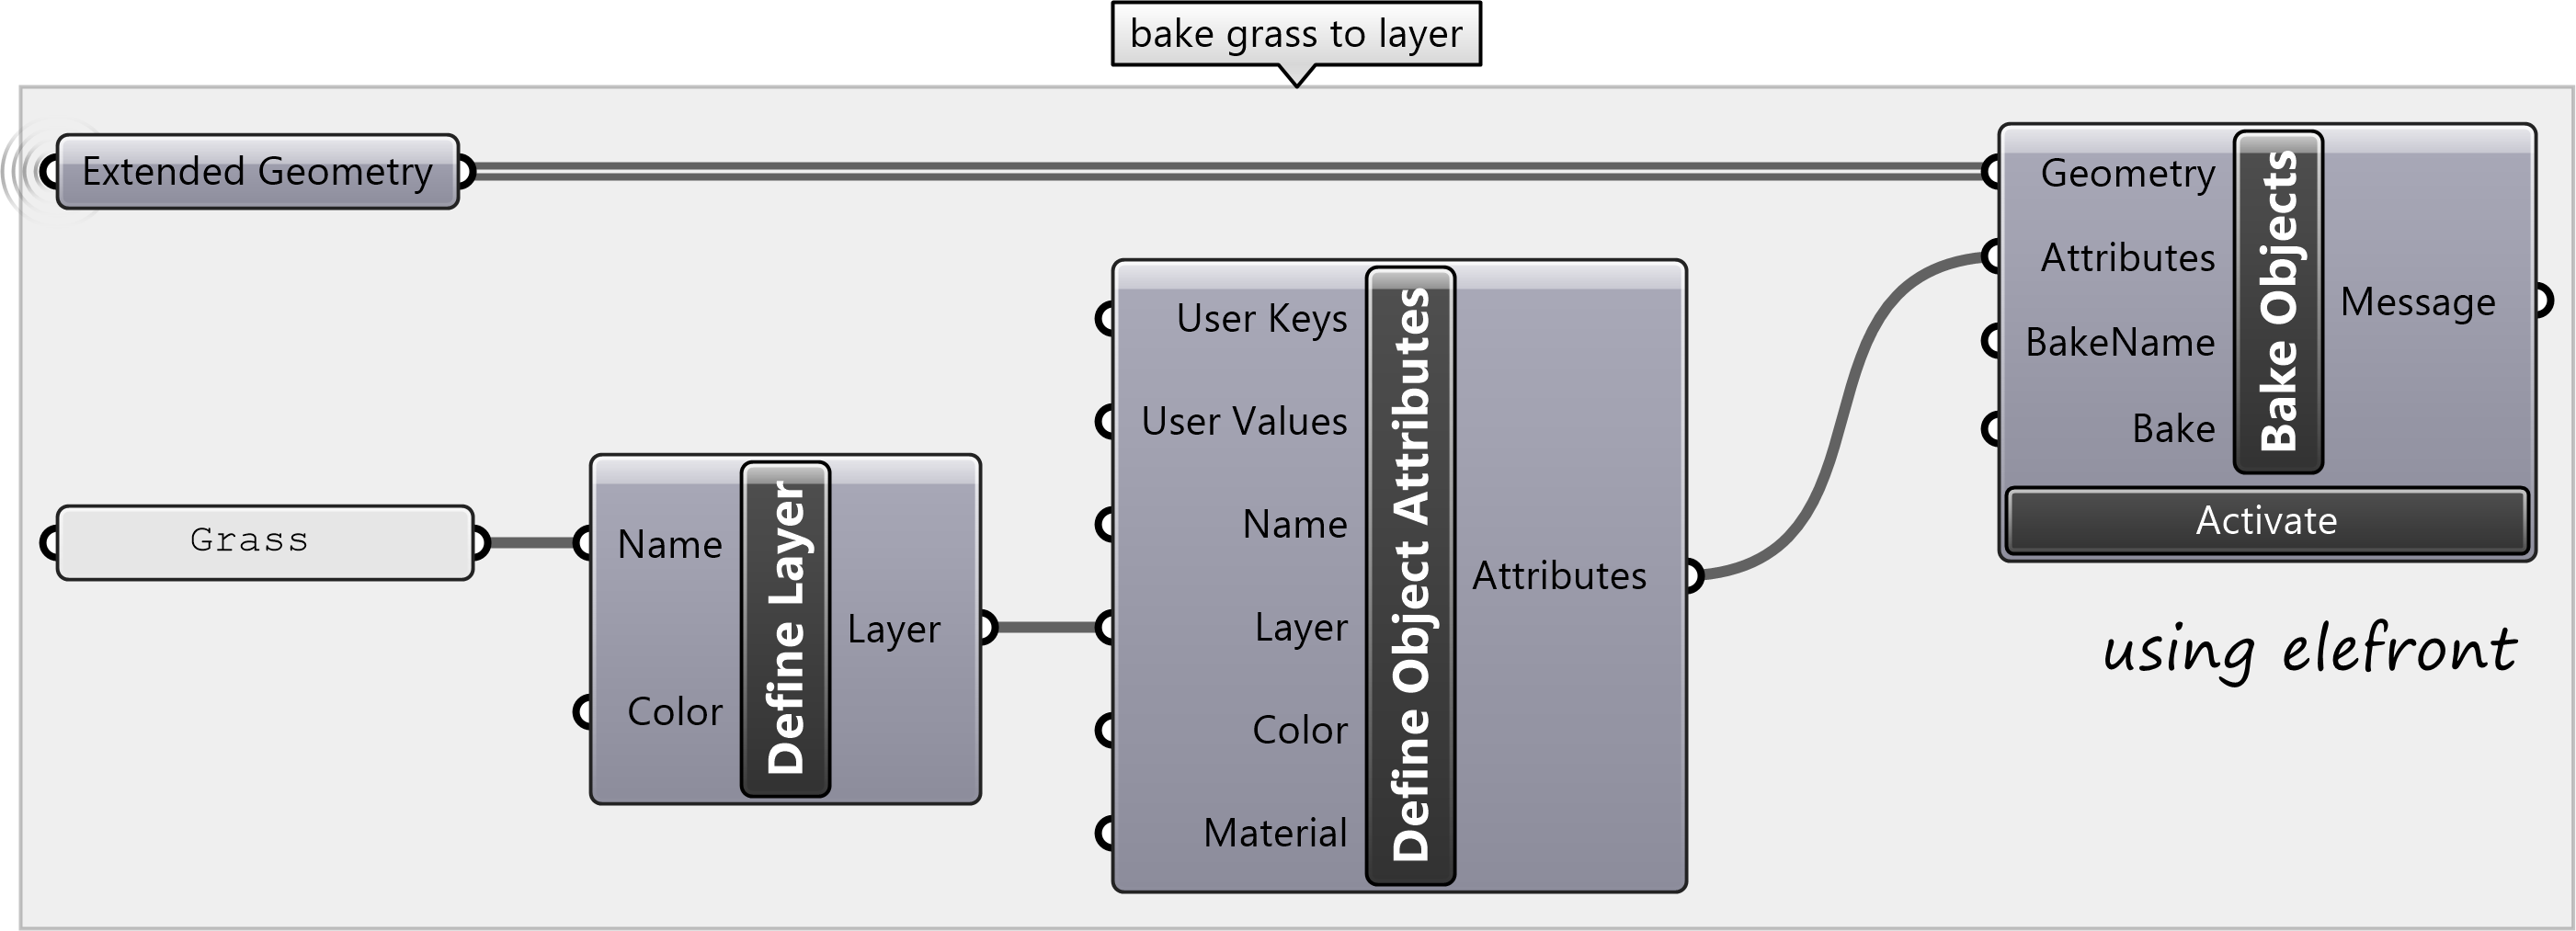 bake grass to layer
Extended Geometry
Grass
Name
Color
Define Layer
Layer
User Keys
User Values
Name
Layer
Color
Material
Define Object Attributes
Attributes
Geometry
Attributes
BakeName
Bake
Bake Objects
Message
Activate
using elefront